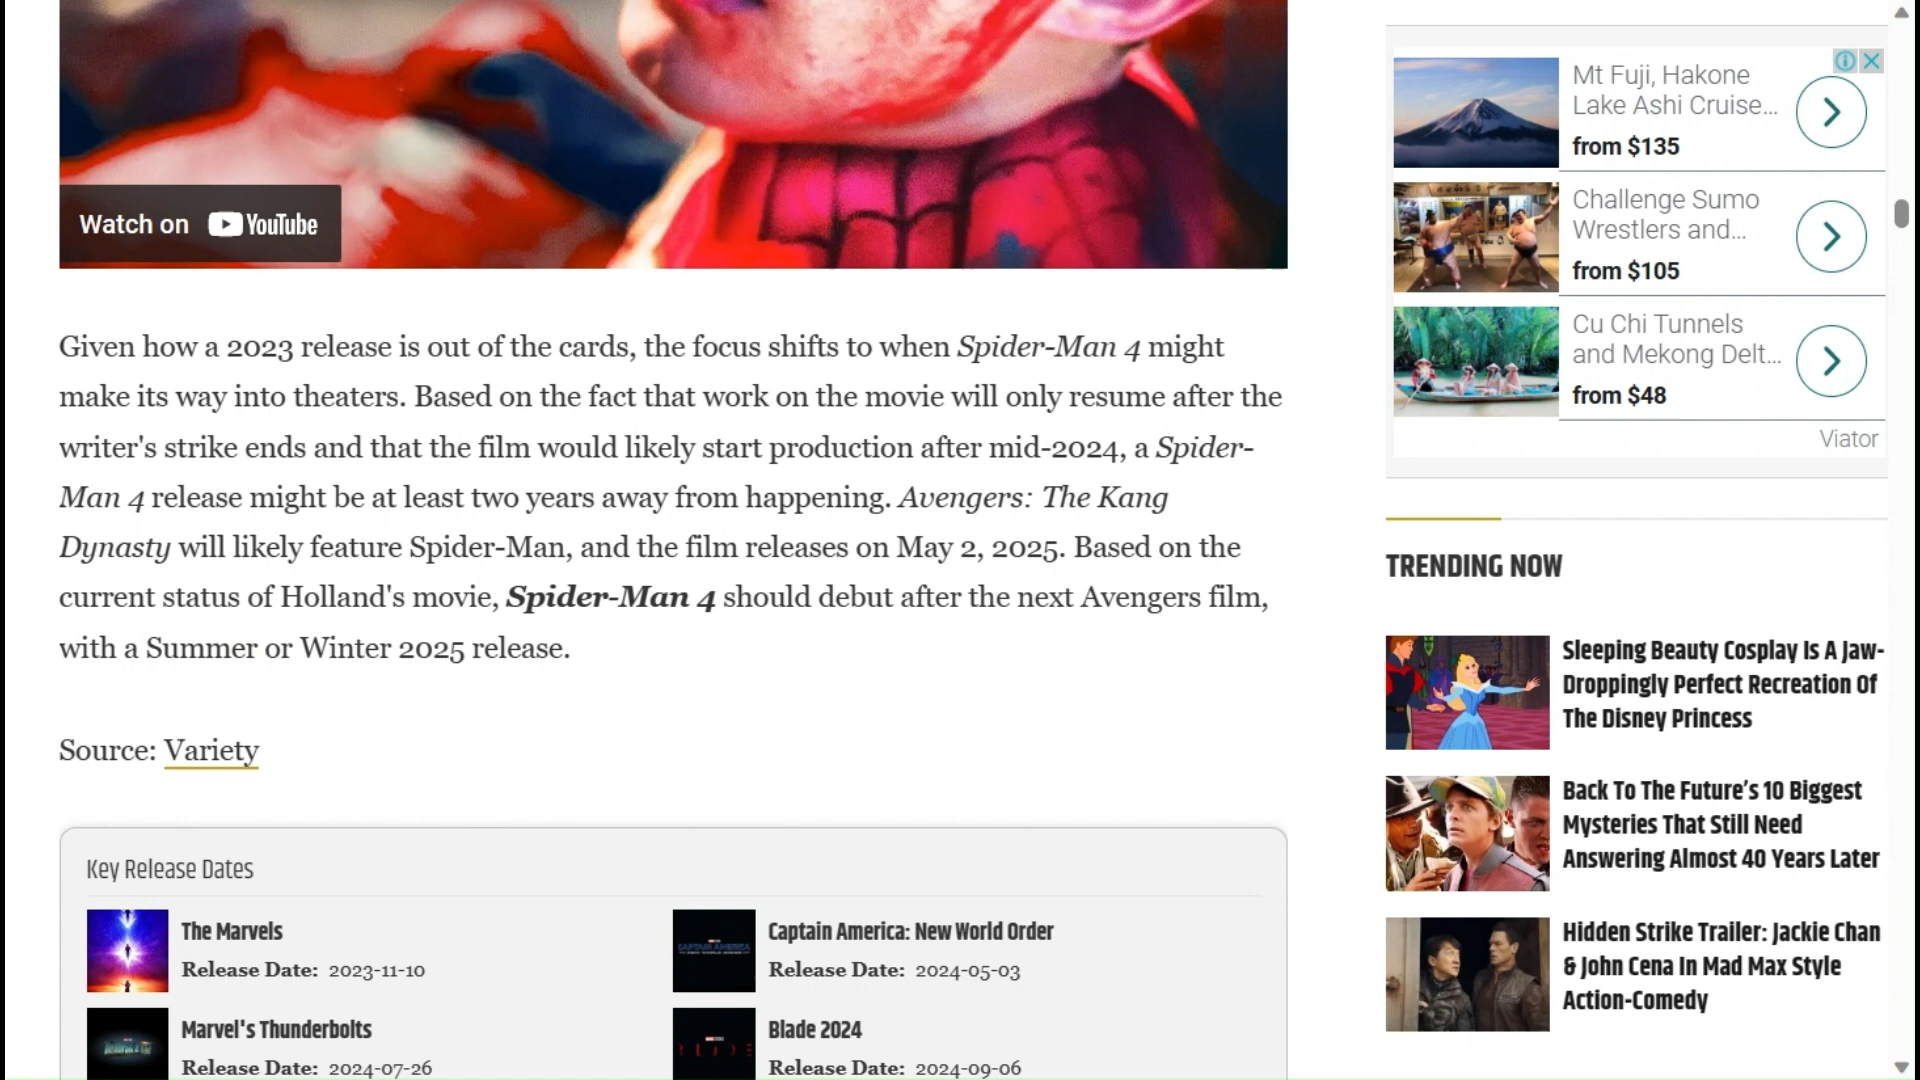 Watch on YouTube
Given how a 2023 release is out of the cards, the focus shifts to when Spider-Man 4 might
make its way into theaters. Based on the fact that work on the movie will only resume after the
writer's strike ends and that the film would likely start production after mid-2024, a Spider-
Man 4 release might be at least two years away from happening. Avengers: The Kang
Dynasty will likely feature Spider-Man, and the film releases on May 2, 2025. Based on the
current status of Holland's movie, Spider-Man 4 should debut after the next Avengers film,
with a Summer or Winter 2025 release.
Source: Variety
Key Release Dates
The Marvels
Release Date: 2023-11-10
Captain America: New World Order
Release Date: 2024-05-03
Marvel's Thunderbolts
Release Date: 2024-07-26
Blade 2024
Release Date: 2024-09-06
Mt Fuji, Hakone
Lake Ashi Cruise...
from $135
Challenge Sumo
Wrestlers and...
from $105
Cu Chi Tunnels
and Mekong Delt...
from $48
Viator
TRENDING NOW
Sleeping Beauty Cosplay Is A Jaw-
Droppingly Perfect Recreation Of
The Disney Princess
Back To The Future’s 10 Biggest
Mysteries That Still Need
Answering Almost 40 Years Later
Hidden Strike Trailer: Jackie Chan
& John Cena In Mad Max Style
Action-Comedy